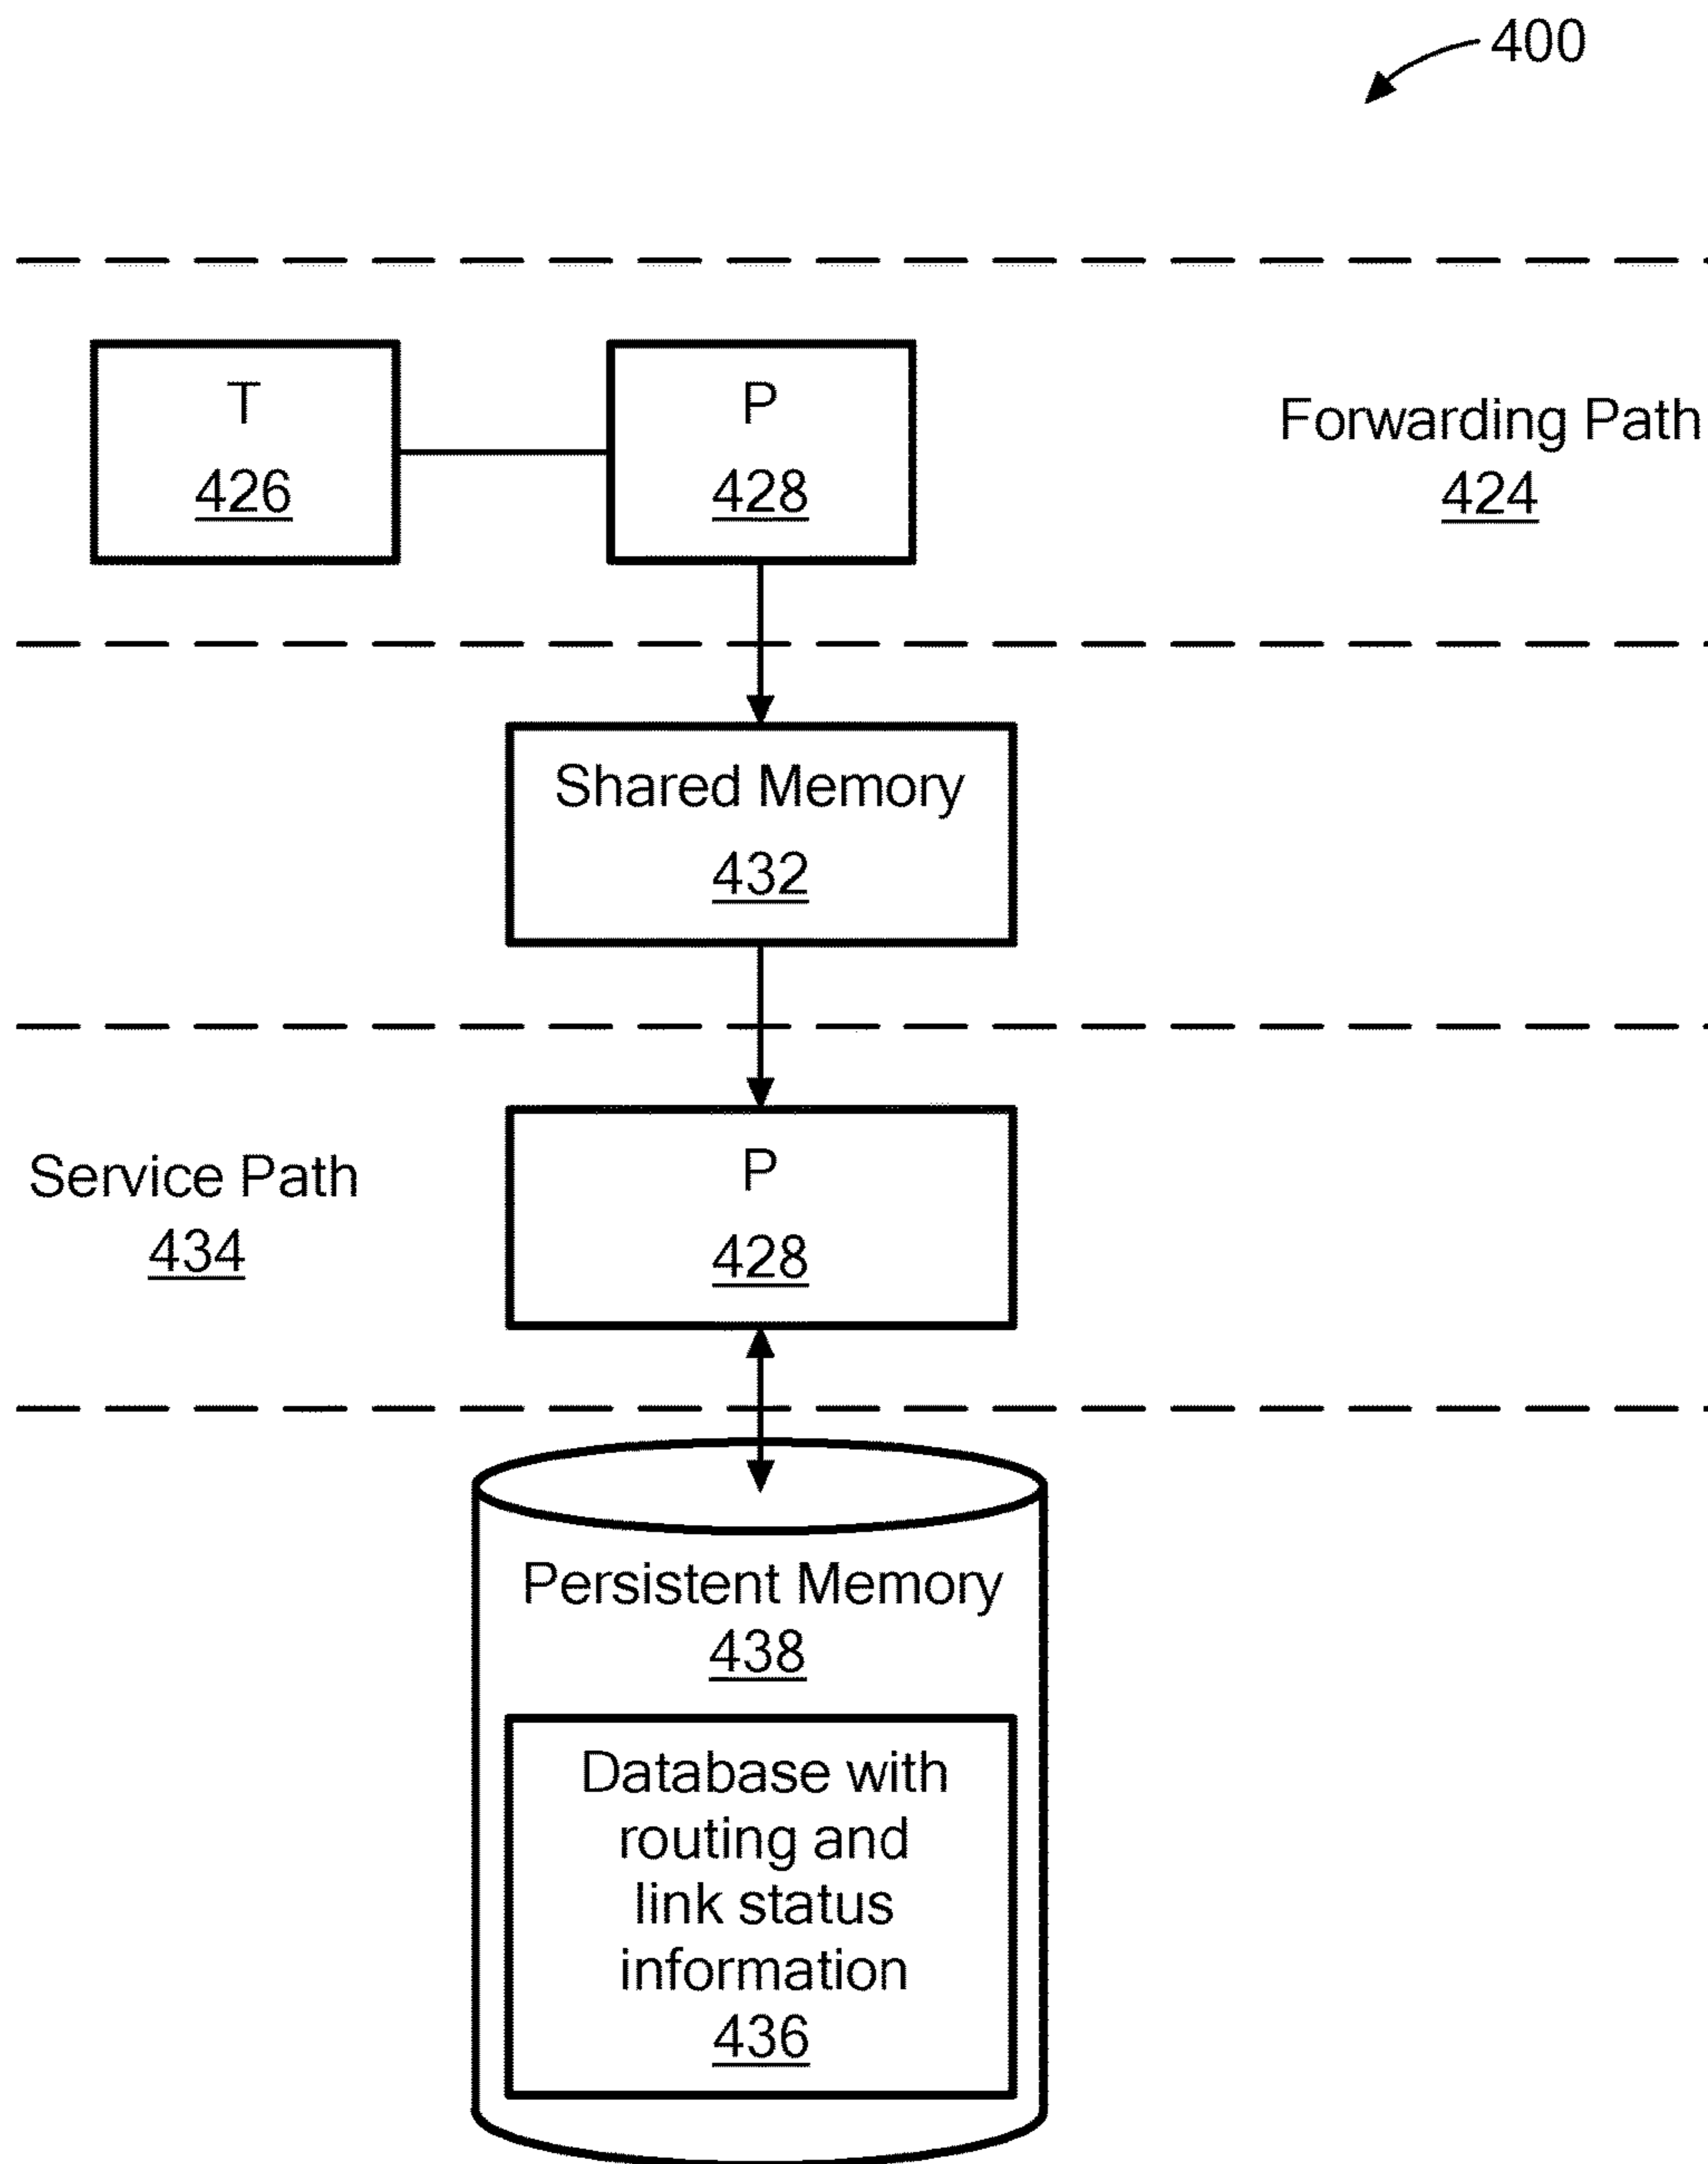 400
T
426
P
428
Forwarding Path
424
Shared Memory
432
Service Path
434
P
428
Persistent Memory
438
Database with
routing and
link status
information
436